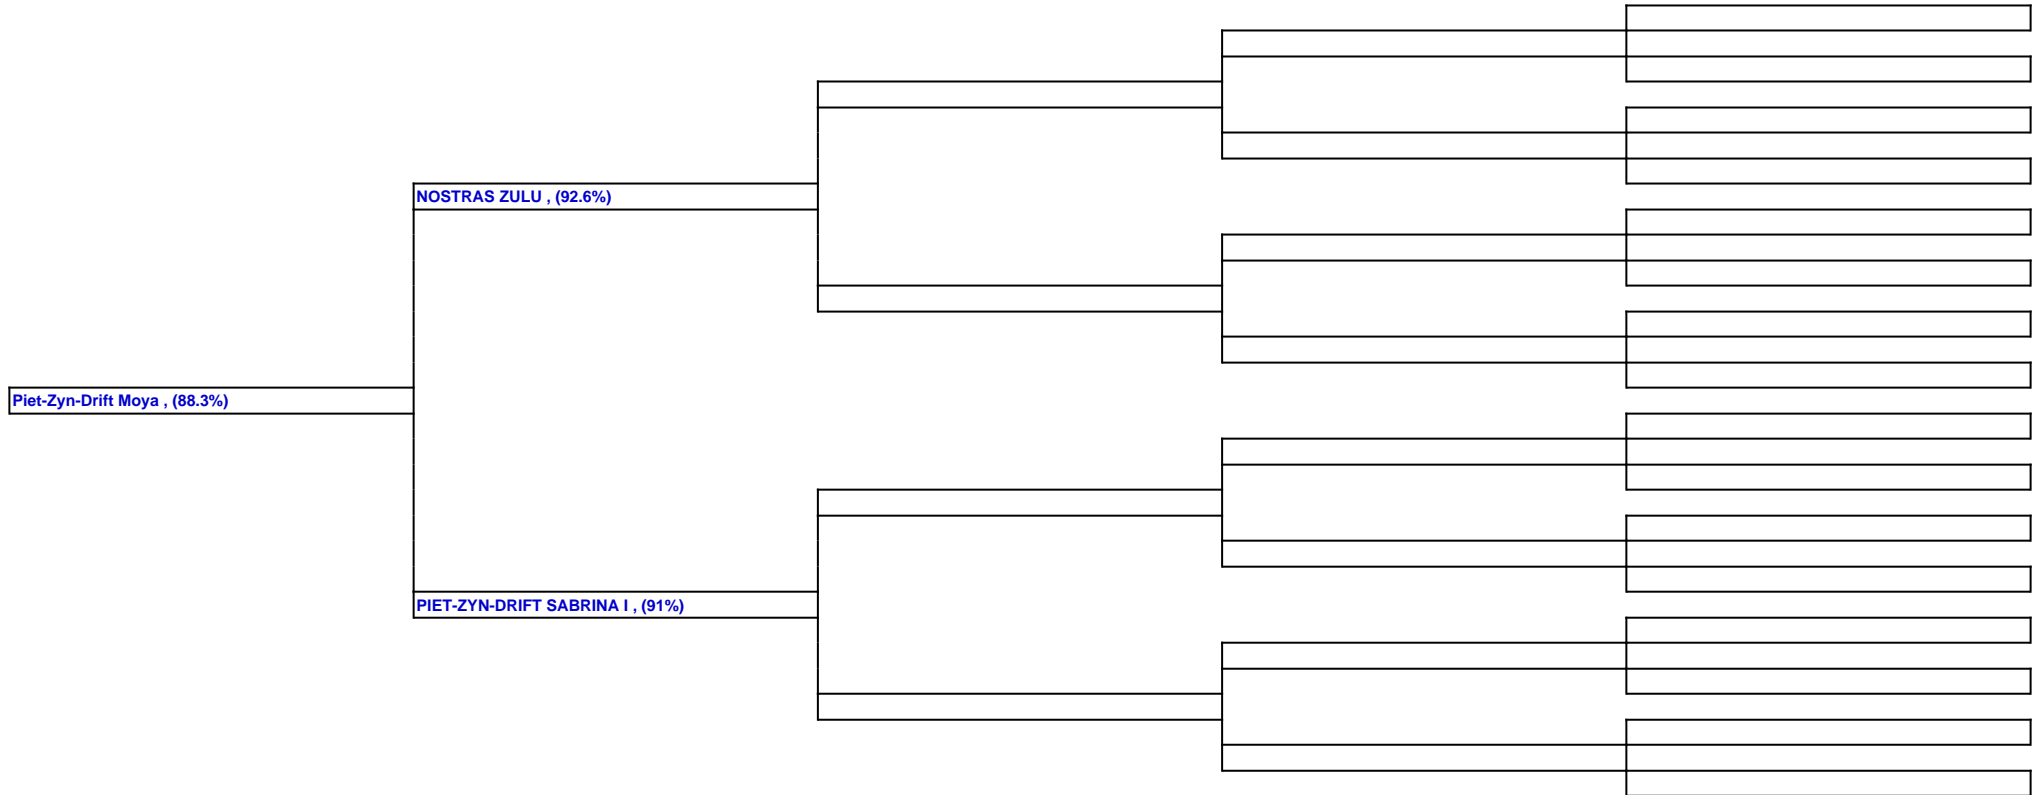 NOSTRAS ZULU , (92.6%)
Piet-Zyn-Drift Moya , (88.3%)
PIET-ZYN-DRIFT SABRINA I , (91%)